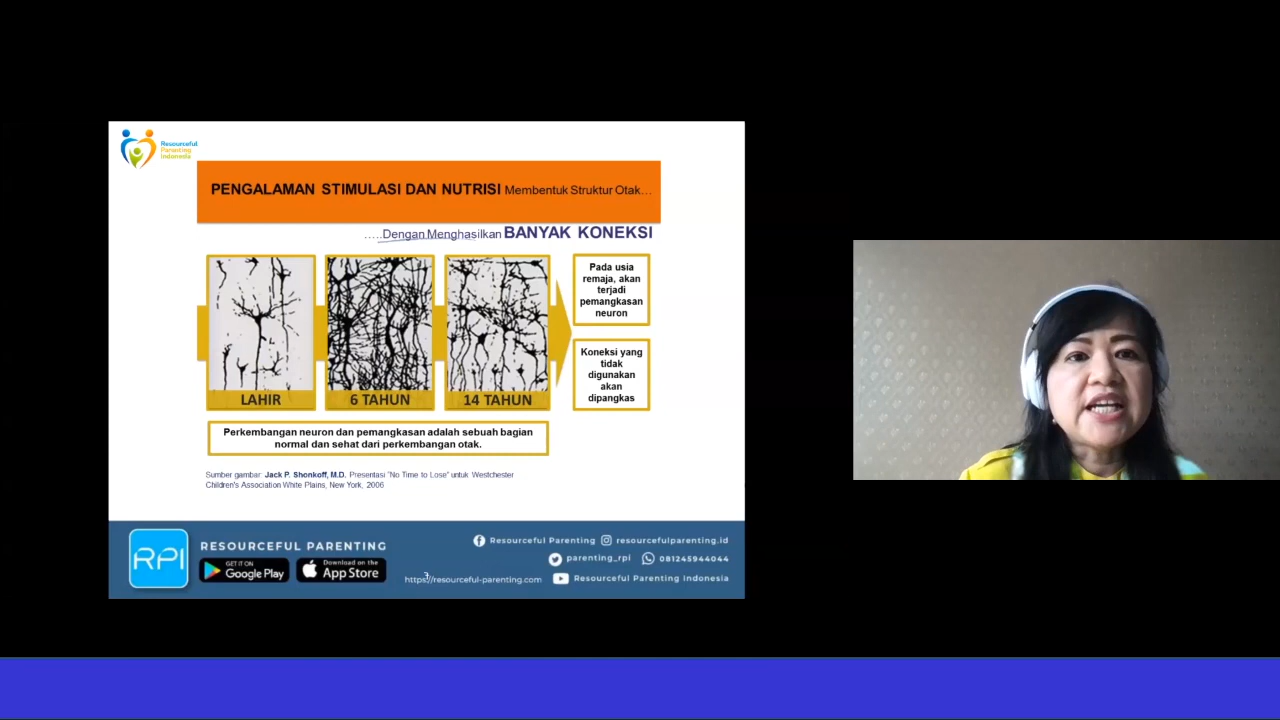 Resourceful
Parenting
Indonesia
PENGALAMAN STIMULASI DAN NUTRISI Membentuk Struktur Otak...
.....Dengan Menghasilkan BANYAK KONEKSI
LAHIR
6 TAHUN
14 TAHUN
Pada usia
remaja, akan
terjadi
pemangkasan
neuron
Koneksi yang
tidak
digunakan
akan
dipangkas
Perkembangan neuron dan pemangkasan adalah sebuah bagian
normal dan sehat dari perkembangan otak.
Sumber gambar: Jack P. Shonkoff, M.D. Presentasi "No Time to Lose" untuk Westchester
Children's Association White Plains, New York, 2006
RPI
RESOURCEFUL PARENTING
GET IT ON
Google Play
Download on the
App Store
https://resourceful-parenting.com
Resourceful Parenting resourcefulparenting.id
parenting_rpi 081245944044
Resourceful Parenting Indonesia